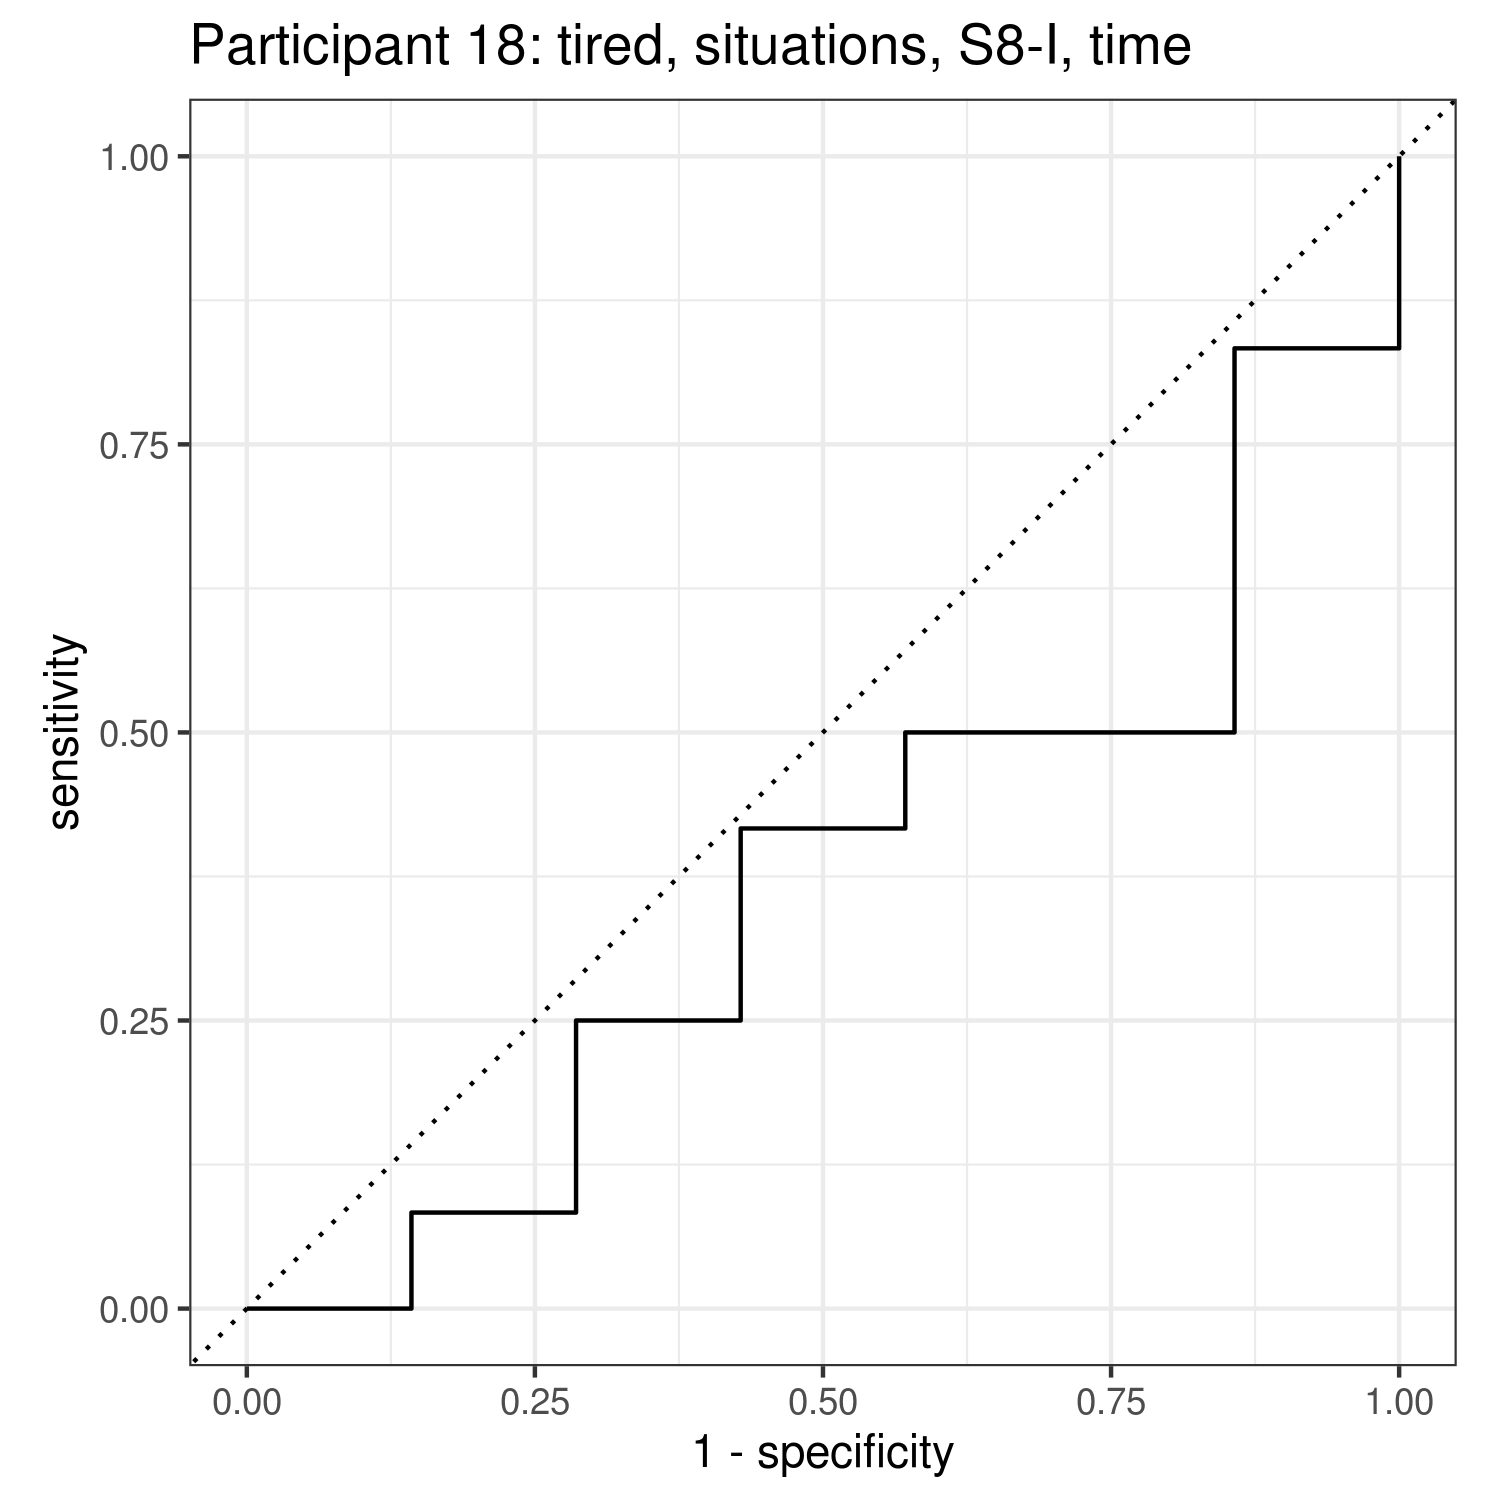 Participant 18: tired, situations, S8-I, time
sensitivity
1.00
0.75
0.50
0.25
0.00
0.00 0.25 0.50 0.75 1.00
1 - specificity